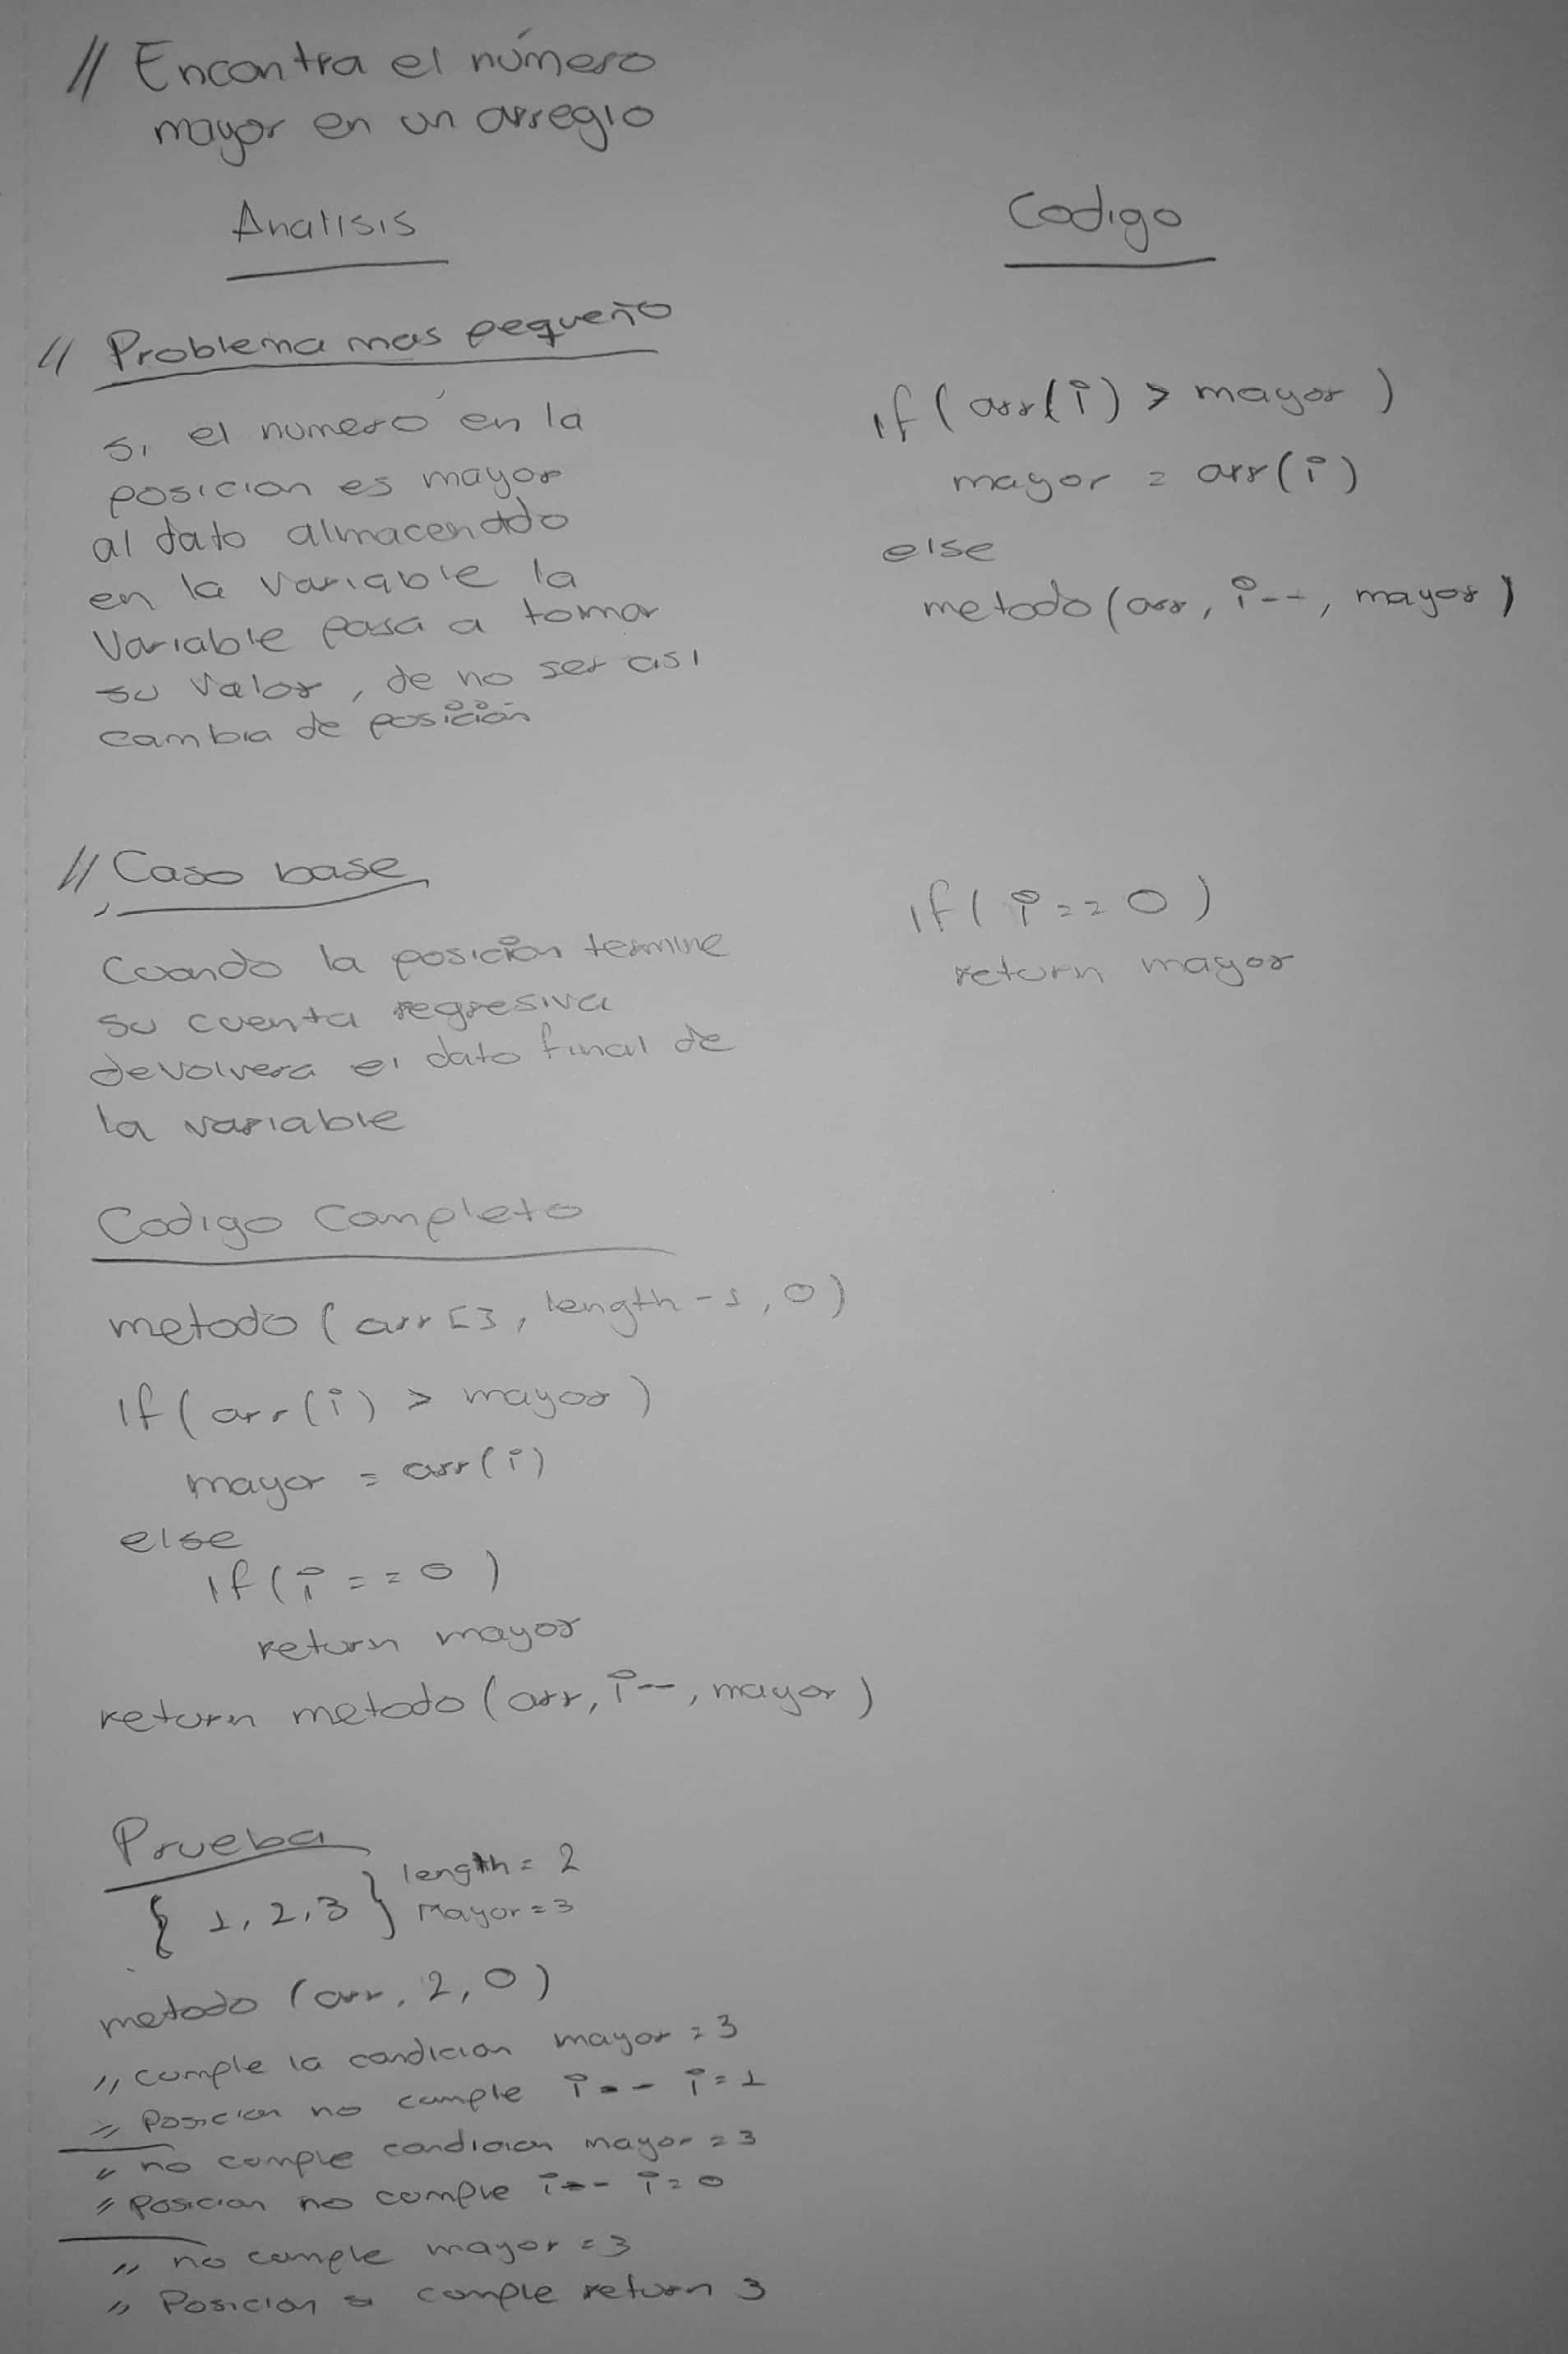 // Encontra el número
mayor en un arreglo
Analisis
// Problema mas pequeño
si el numero en la
posicion es mayor
al dato almacenado
en la variable la
Variable pasa a tomar
su valor, de no ser asi
cambia de posición
Codigo
if (arr(i) > mayor)
mayor = arr(i)
else
metodo (arr, i--, mayor)
// Caso base
Cuando la posición termine
su cuenta regresiva
devolvera el dato final de
la variable
if (i == 0)
return mayor
Codigo Completo
metodo (arr[], length-1, 0)
if (arr(i) > mayor)
mayor = arr(i)
else
if (i == 0)
return mayor
return metodo (arr, i--, mayor)
Prueba
{ 1, 2, 3 } length = 2
Mayor = 3
metodo (arr, 2, 0)
// cumple la condicion mayor = 3
// Posicion no cumple i-- i=1
// no cumple condicion mayor = 3
// Posicion no cumple i-- i=0
// no cumple mayor = 3
// Posicion si cumple return 3